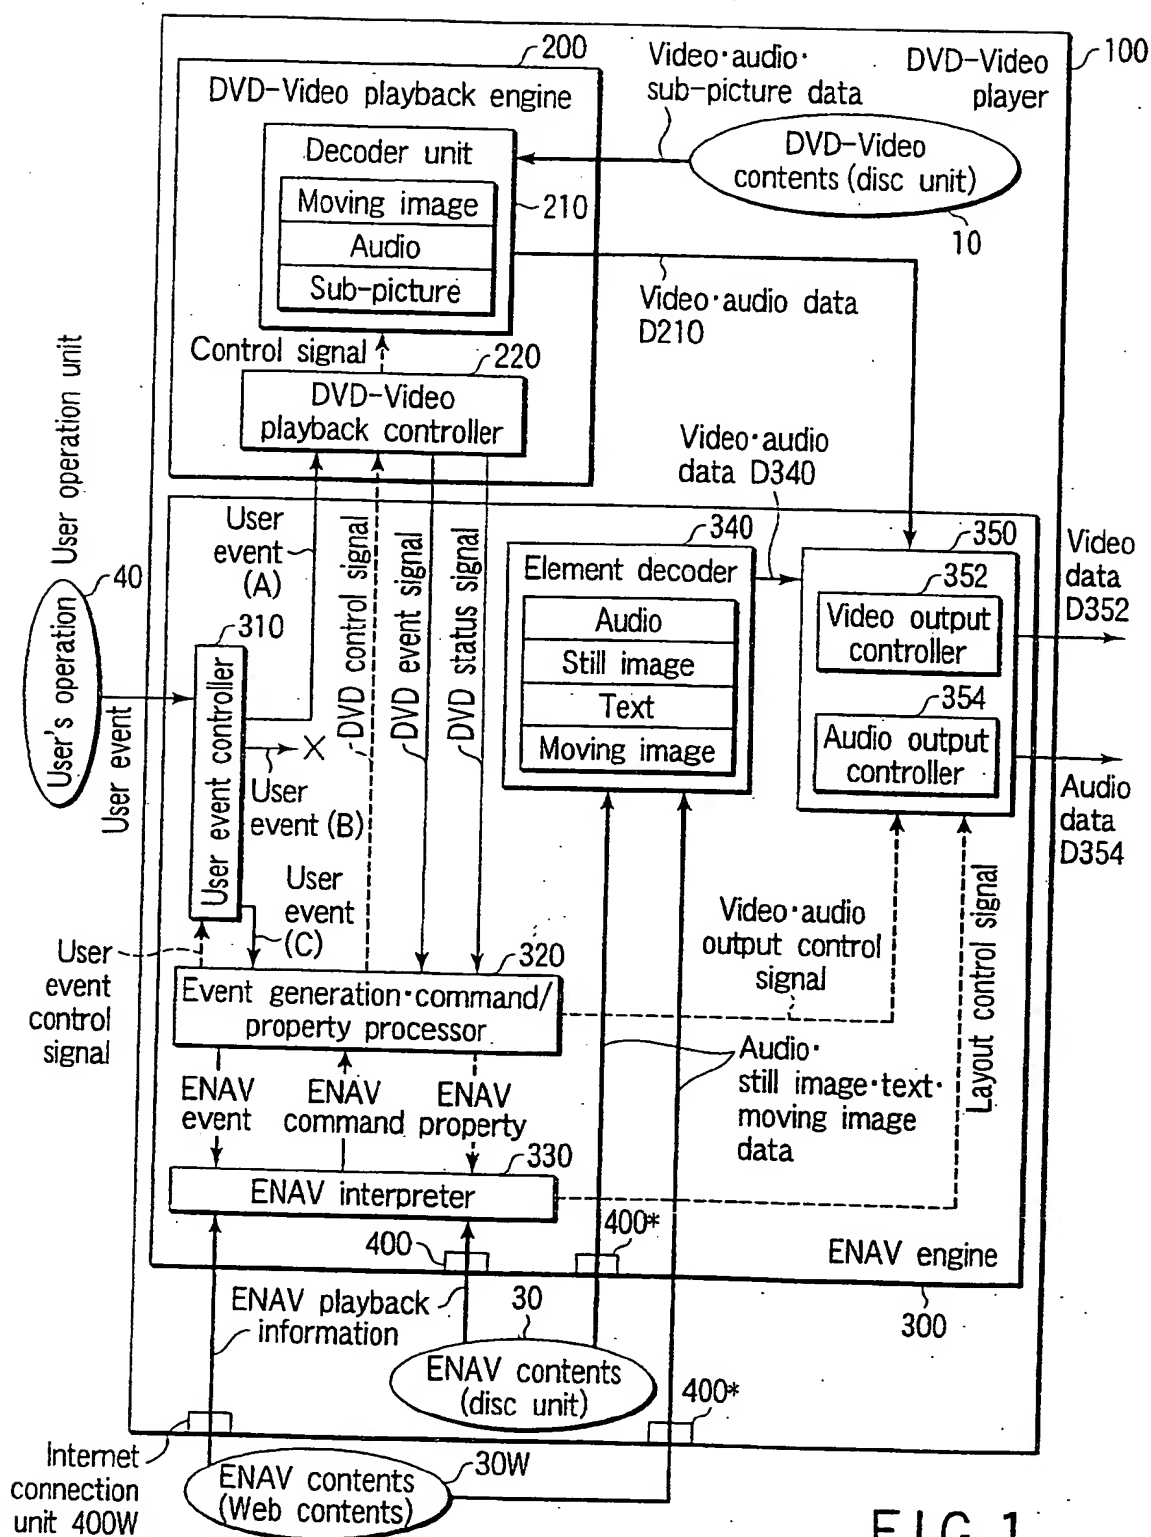 200
DVD-Video playback engine
Decoder unit
Moving image
Audio
Sub-picture
210
Video·audio·
sub-picture data
DVD-Video
player
100
DVD-Video
contents (disc unit)
10
Video·audio data
D210
Control signal
220
DVD-Video
playback controller
User operation unit
40
User's operation
User event
User
event
(A)
310
User event controller
User
event (B)
User
event
(C)
DVD control signal
DVD event signal
DVD status signal
Video·audio
data D340
340
Element decoder
Audio
Still image
Text
Moving image
350
352
Video output
controller
354
Audio output
controller
Video
data
D352
Audio
data
D354
User
event
control
signal
320
Event generation·command/
property processor
Video·audio
output control
signal
Layout control signal
ENAV
event
ENAV
command
ENAV
property
Audio·
still image·text·
moving image
data
330
ENAV interpreter
400
400*
ENAV engine
300
ENAV playback
information
30
ENAV contents
(disc unit)
400*
Internet
connection
unit 400W
30W
ENAV contents
(Web contents)
FIG. 1
X